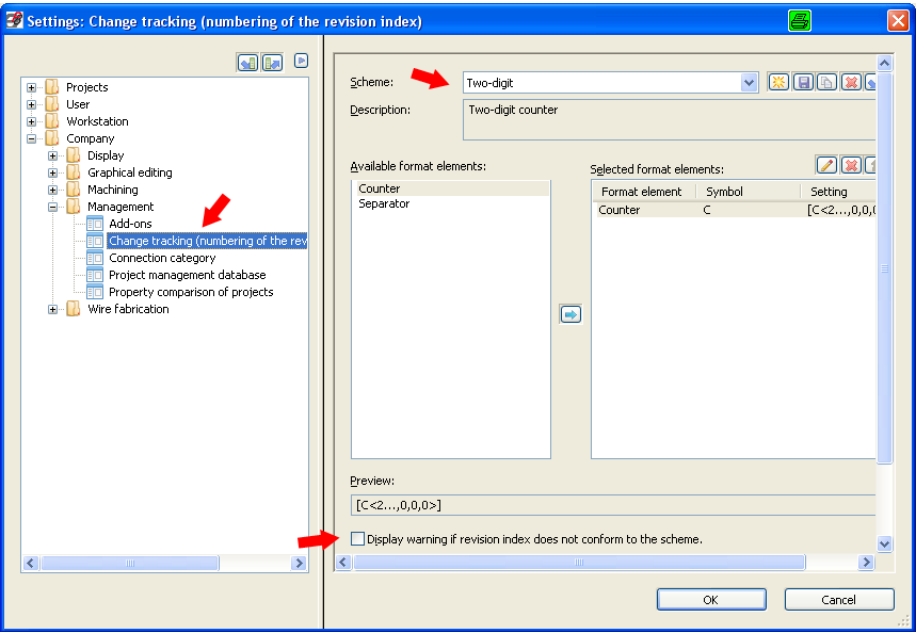 Settings: Change tracking (numbering of the revision index)
Projects
User
Workstation
Company
Display
Graphical editing
Machining
Management
Add-ons
Change tracking (numbering of the rev
Connection category
Project management database
Property comparison of projects
Wire fabrication
Scheme:
Two-digit
Description:
Two-digit counter
Available format elements:
Counter
Separator
Selected format elements:
Format element Symbol Setting
Counter C [C<2...,0,0,(
Preview:
[C<2...,0,0,0>]
Display warning if revision index does not conform to the scheme.
OK
Cancel